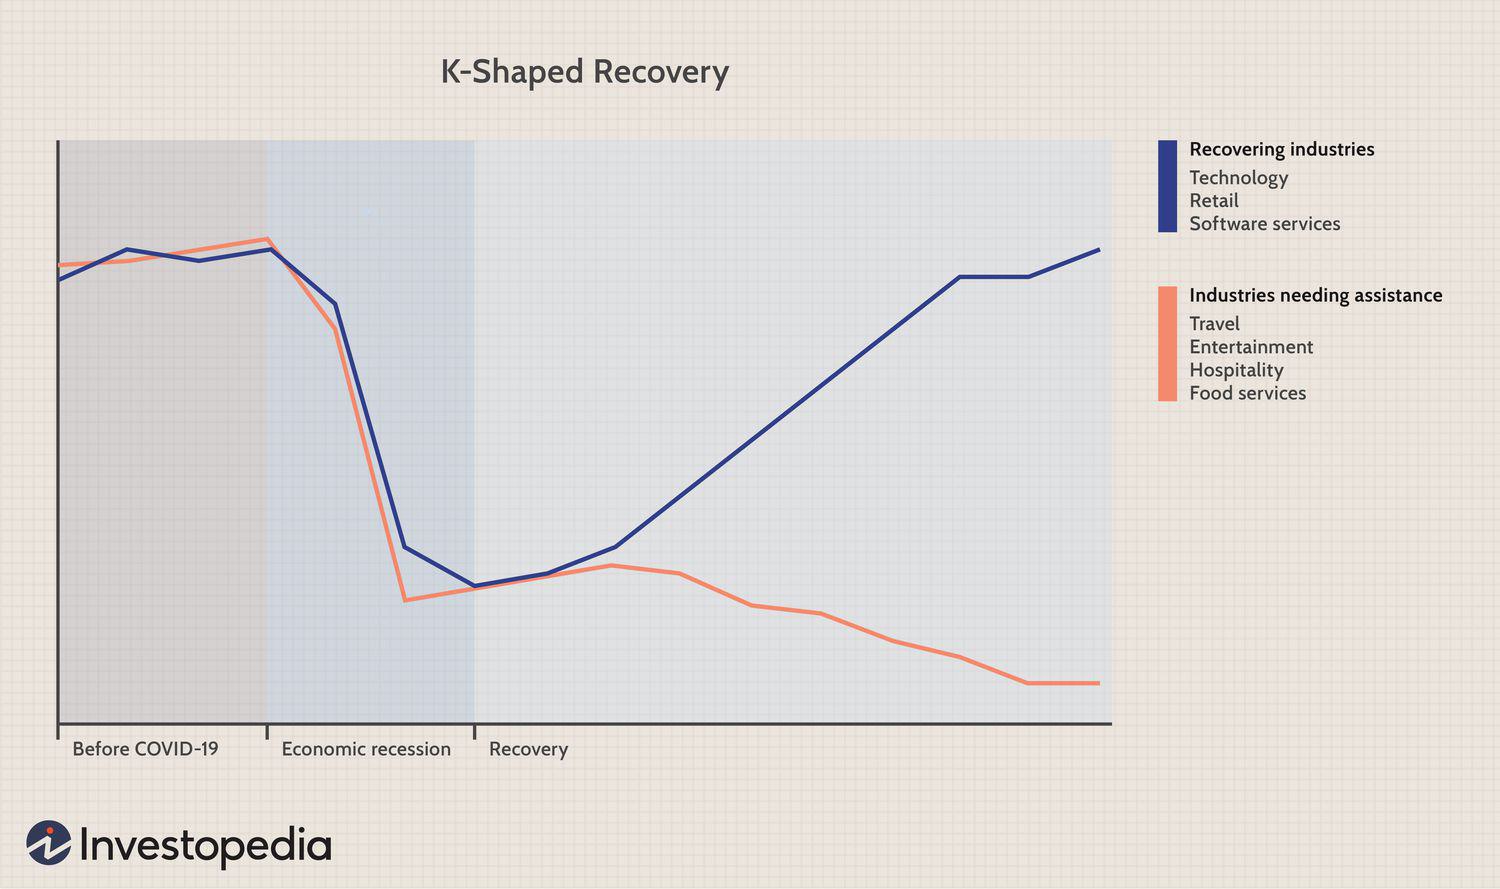 K-Shaped Recovery
Recovering industries
Technology
Retail
Software services
Industries needing assistance
Travel
Entertainment
Hospitality
Food services
Before COVID-19
Economic recession
Recovery
Investopedia